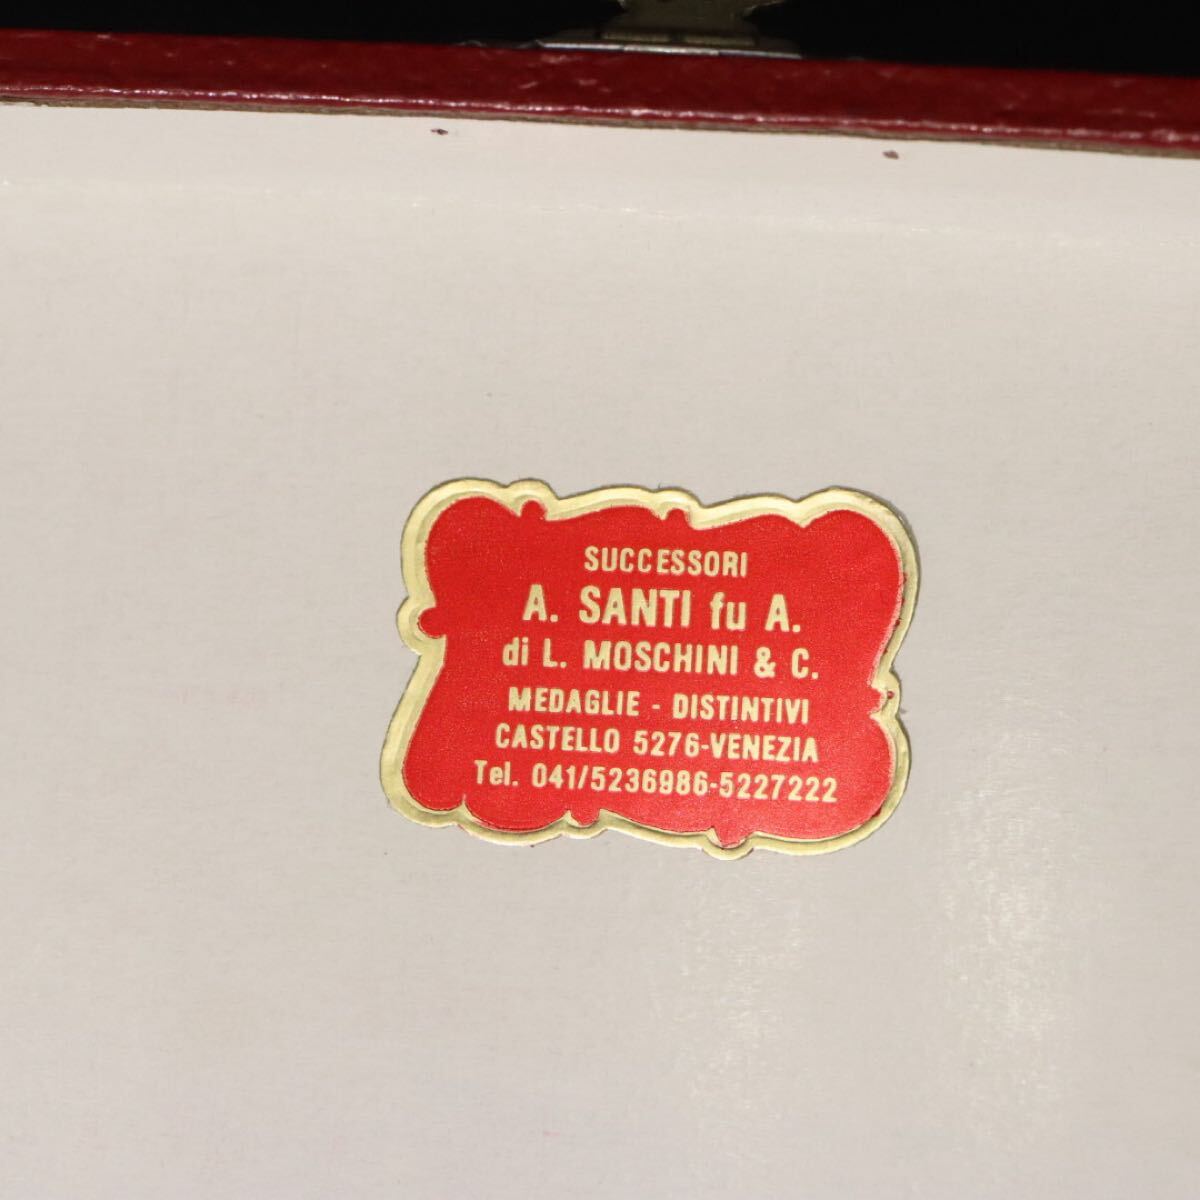 SUCCESSORI
A. SANTI fu A.
di L. MOSCHINI & C.
MEDAGLIE - DISTINTIVI
CASTELLO 5276-VENEZIA
Tel. 041/5236986-5227222